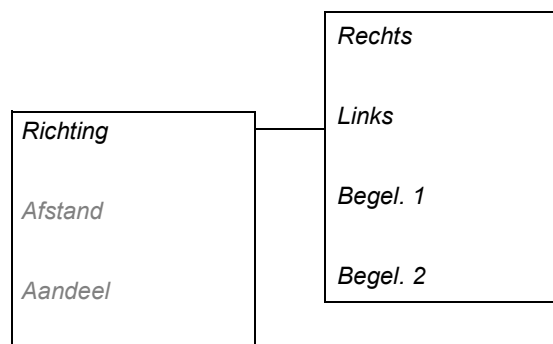 Richting
Afstand
Aandeel
Rechts
Links
Begel. 1
Begel. 2